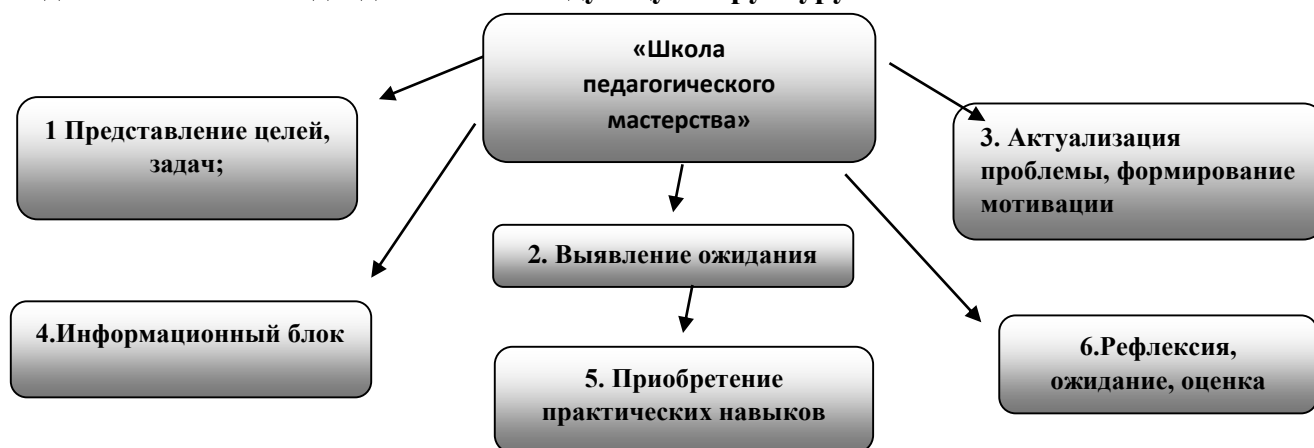 «Школа
педагогического
мастерства»
1 Представление целей,
задач;
3. Актуализация
проблемы, формирование
мотивации
2. Выявление ожидания
4.Информационный блок
5. Приобретение
практических навыков
6.Рефлексия,
ожидание, оценка